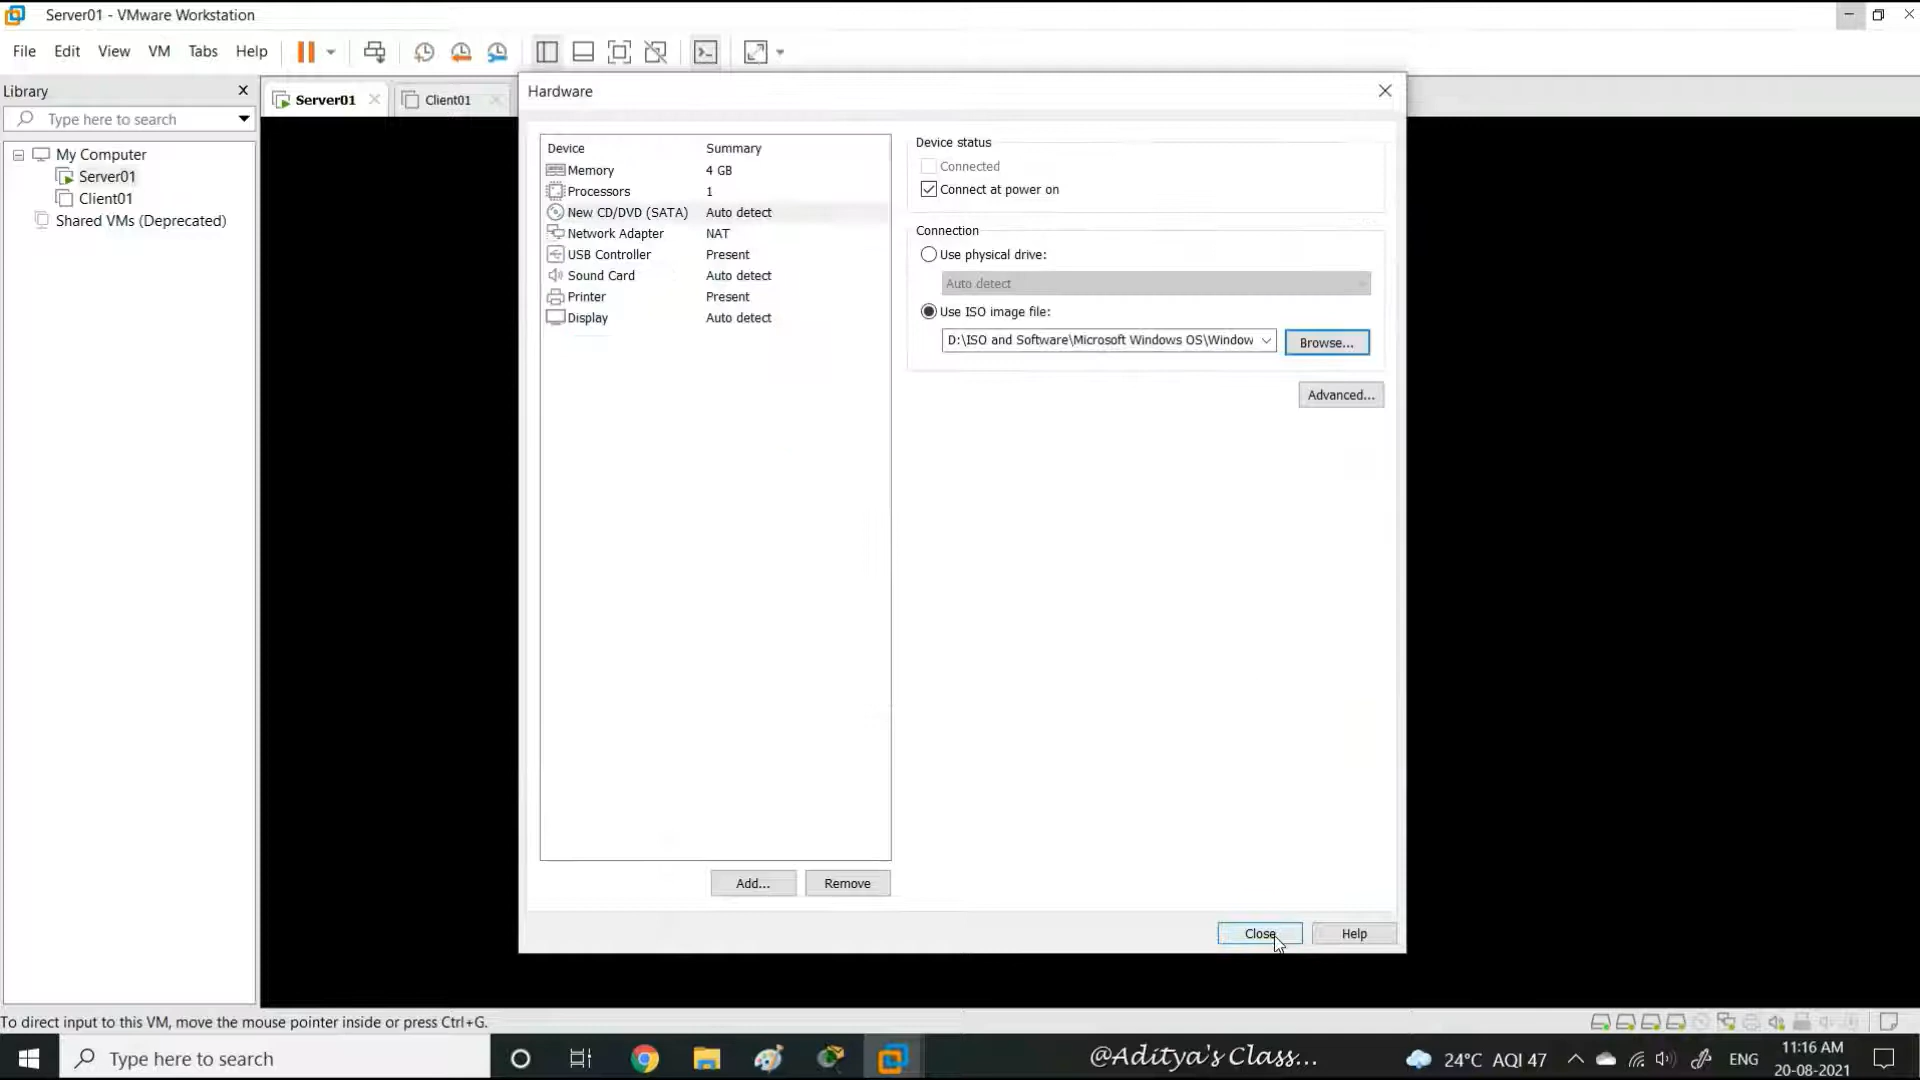 Server01 - VMware Workstation
File Edit View VM Tabs Help
Library
Server01
Client01
Type here to search
My Computer
Server01
Client01
Shared VMs (Deprecated)
Hardware
Device Summary
Memory 4 GB
Processors 1
New CD/DVD (SATA) Auto detect
Network Adapter NAT
USB Controller Present
Sound Card Auto detect
Printer Present
Display Auto detect
Add...
Remove
Device status
Connected
Connect at power on
Connection
Use physical drive:
Auto detect
Use ISO image file:
D:\ISO and Software\Microsoft Windows OS\Window
Browse...
Advanced...
Close
Help
To direct input to this VM, move the mouse pointer inside or press Ctrl+G.
Type here to search
@Aditya's Class...
24°C AQI 47
ENG
11:16 AM
20-08-2021